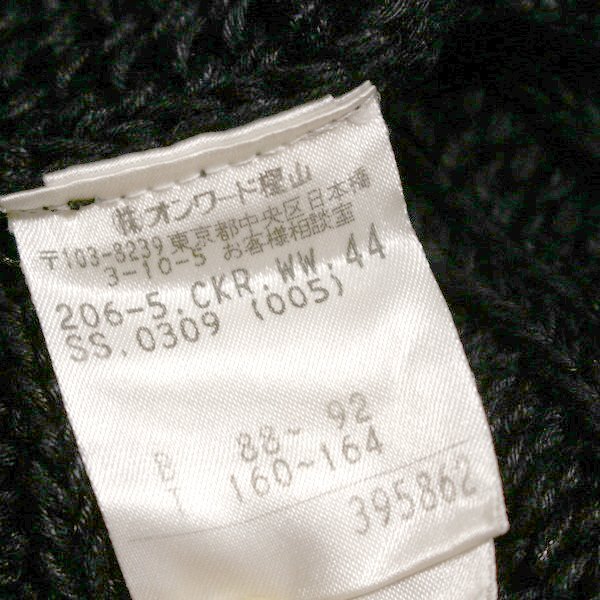 ㈱オンワード樫山
〒103-8239 東京都中央区日本橋
3-10-5 お客様相談室
206-5.CKR.WW.44
SS.0309 (005)
B 88~92
T 160~164
395862